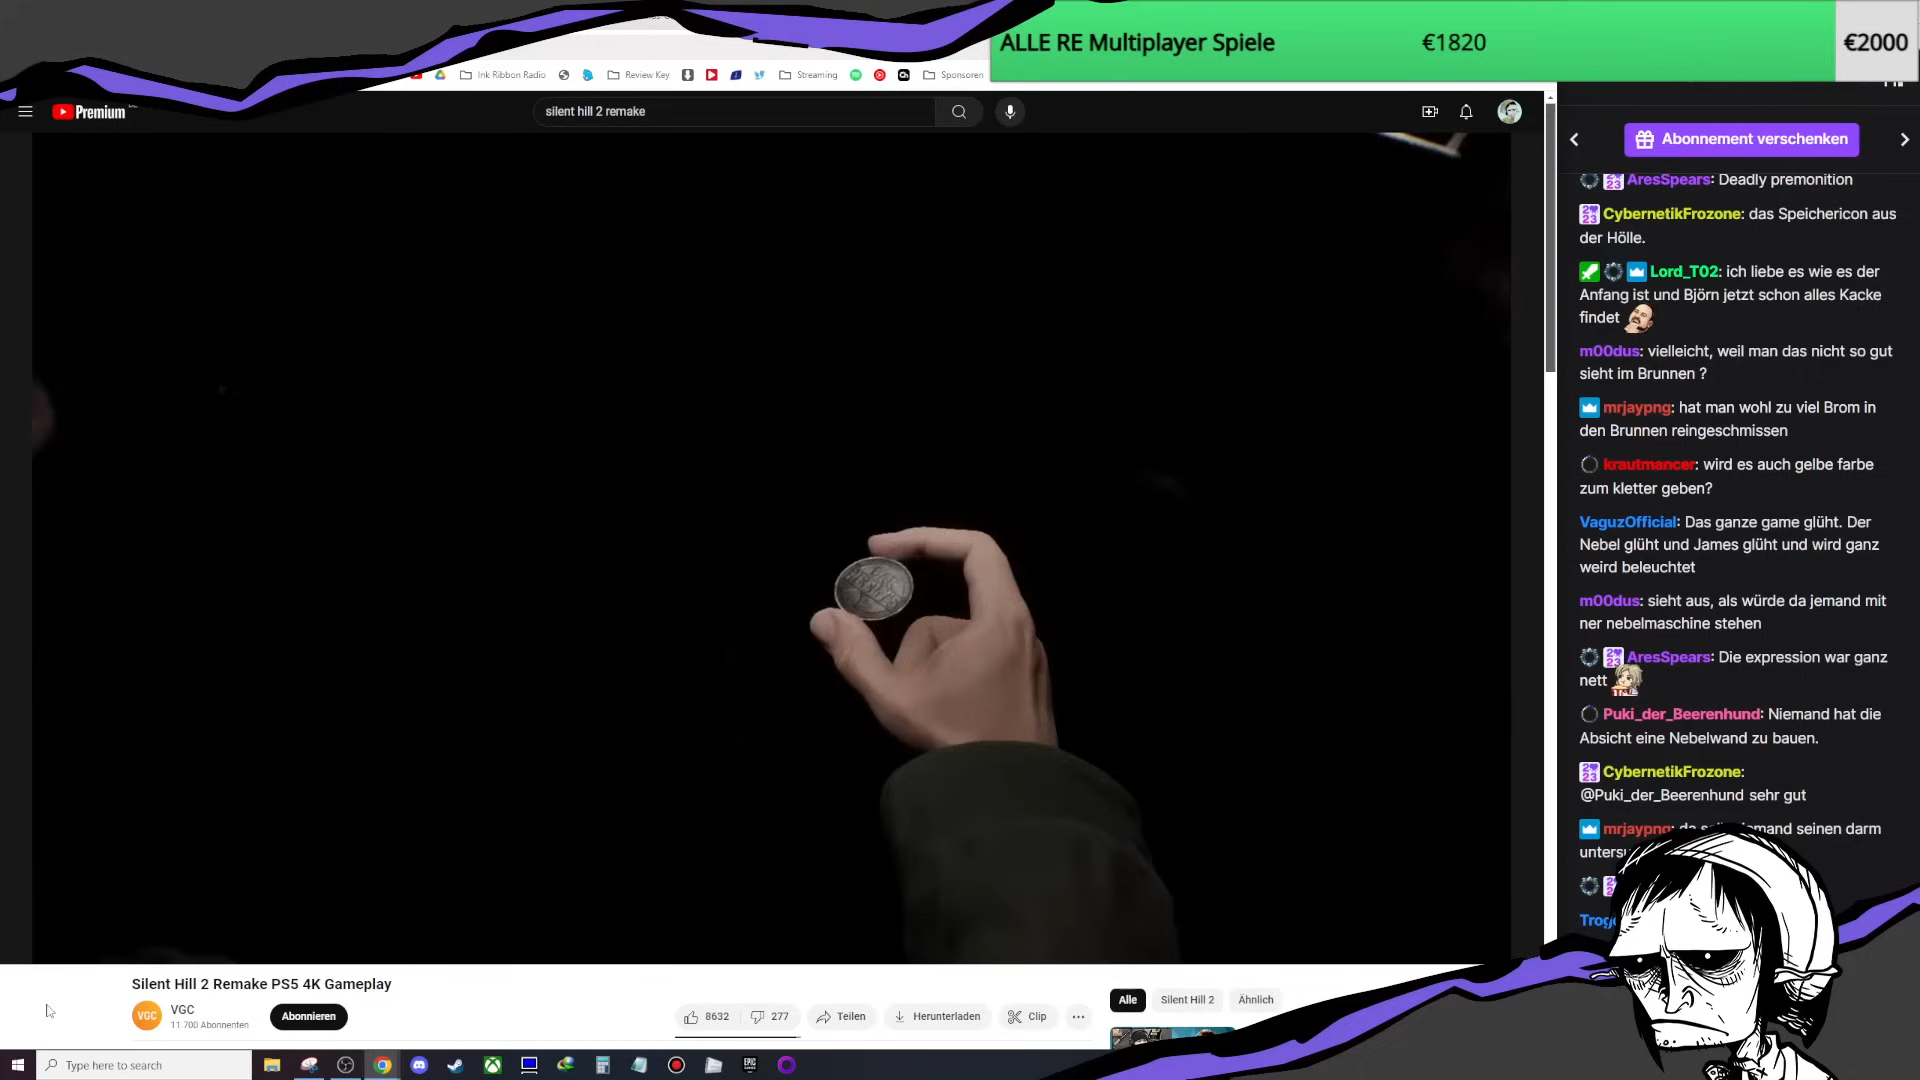 ALLE RE Multiplayer Spiele €1820 €2000
Ink Ribbon Radio Review Key Streaming Sponsoren
Premium silent hill 2 remake
Abonnement verschenken
AresSpears: Deadly premonition
CybernetikFrozone: das Speichericon aus
der Hölle.
Lord_T02: ich liebe es wie es der
Anfang ist und Björn jetzt schon alles Kacke
findet
m00dus: vielleicht, weil man das nicht so gut
sieht im Brunnen ?
mrjaypng: hat man wohl zu viel Brom in
den Brunnen reingeschmissen
krautmancer: wird es auch gelbe farbe
zum kletter geben?
VaguzOfficial: Das ganze game glüht. Der
Nebel glüht und James glüht und wird ganz
weird beleuchtet
m00dus: sieht aus, als würde da jemand mit
ner nebelmaschine stehen
AresSpears: Die expression war ganz
nett
Puki_der_Beerenhund: Niemand hat die
Absicht eine Nebelwand zu bauen.
CybernetikFrozone:
@Puki_der_Beerenhund sehr gut
mrjaypng: seinen darm
Silent Hill 2 Remake PS5 4K Gameplay
VGC
VGC
11.700 Abonnenten
Abonnieren
8632 277 Teilen Herunterladen Clip
Alle Silent Hill 2 Ähnlich
Type here to search